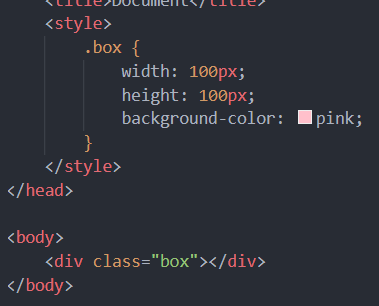 <title>Document</title>
<style>
.box {
width: 100px;
height: 100px;
background-color: pink;
}
</style>
</head>
<body>
<div class="box"></div>
</body>